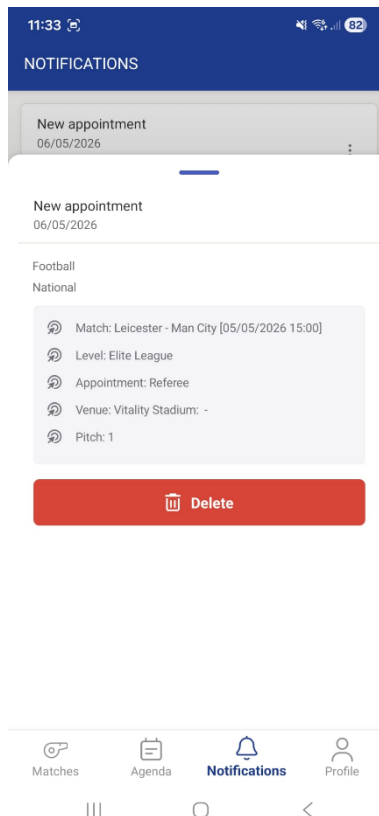 11:33
82
NOTIFICATIONS
New appointment
06/05/2026
New appointment
06/05/2026
Football
National
Match: Leicester - Man City [05/05/2026 15:00]
Level: Elite League
Appointment: Referee
Venue: Vitality Stadium: -
Pitch: 1
Delete
Matches Agenda Notifications Profile